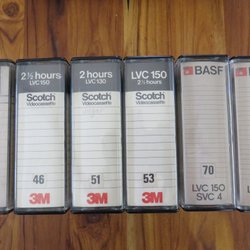 2½ hours
LVC 150
Scotch
Videocassette
46
3M
2 hours
LVC 130
Scotch
Videocassette
51
3M
LVC 150
2½ hours
Scotch
Videocassette
53
3M
BASF
70
LVC 150
SVC 4